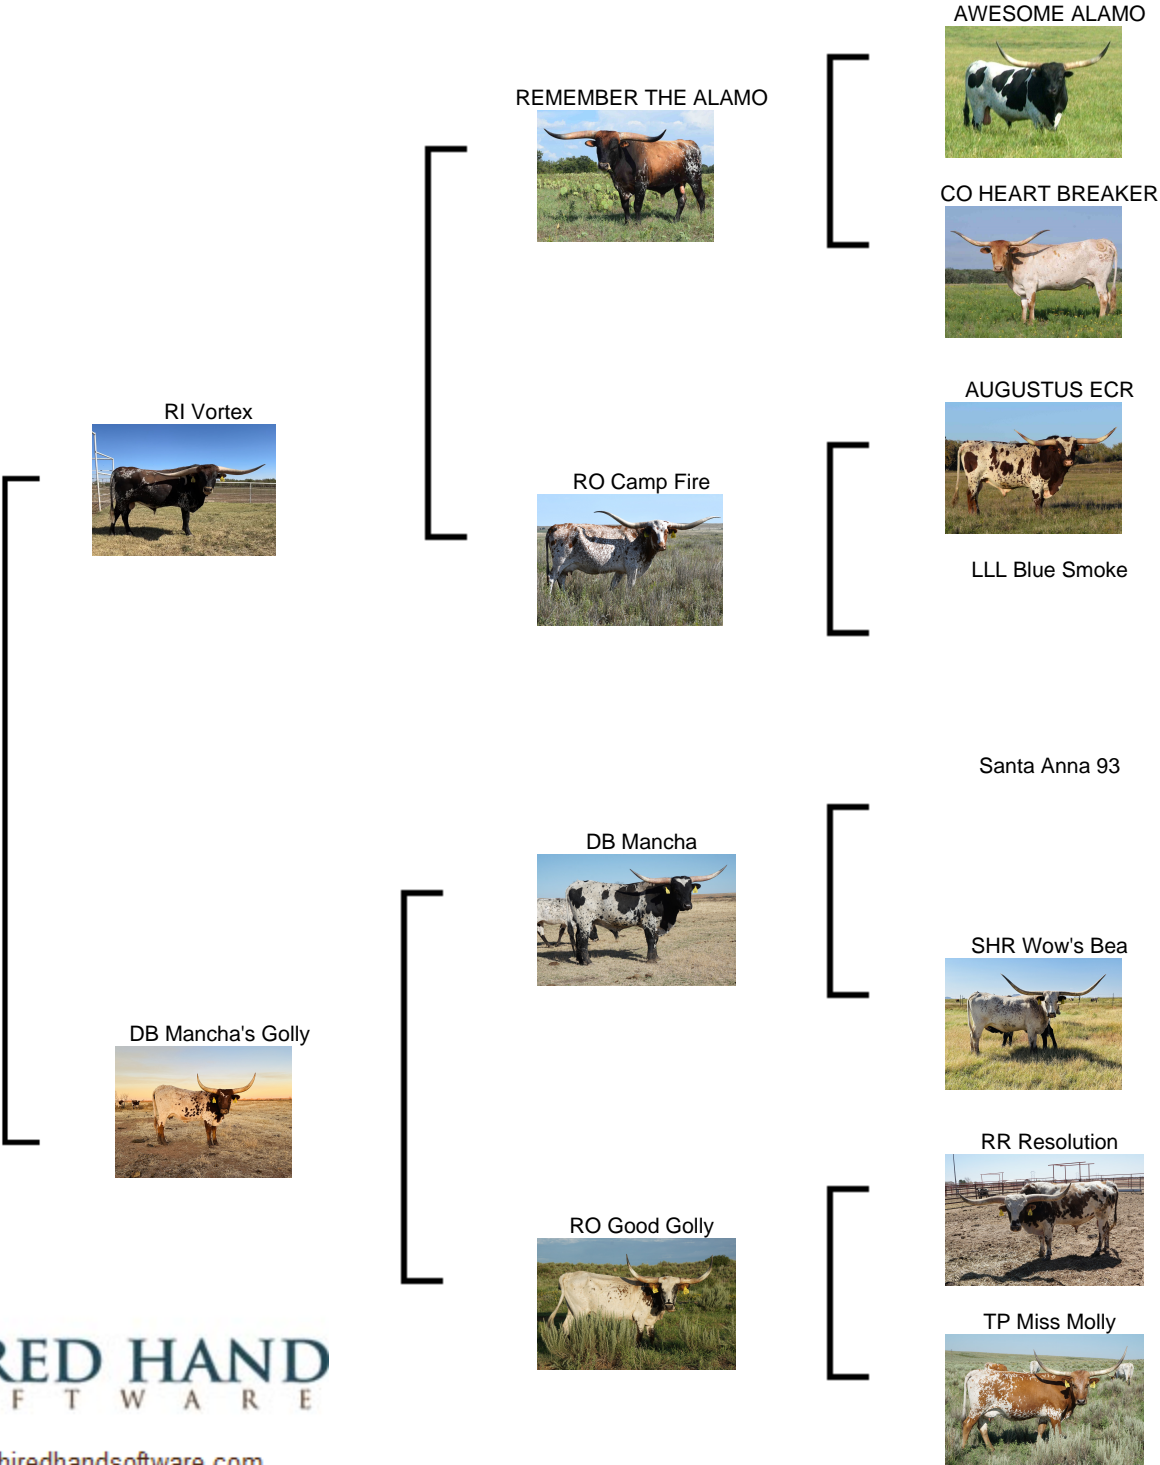 AWESOME ALAMO
REMEMBER THE ALAMO
CO HEART BREAKER
AUGUSTUS ECR
RI Vortex
RO Camp Fire
LLL Blue Smoke
Santa Anna 93
DB Mancha
SHR Wow's Bea
DB Mancha's Golly
RR Resolution
RO Good Golly
TP Miss Molly
RED HAND
F T W A R E
hiredhandsoftware.com